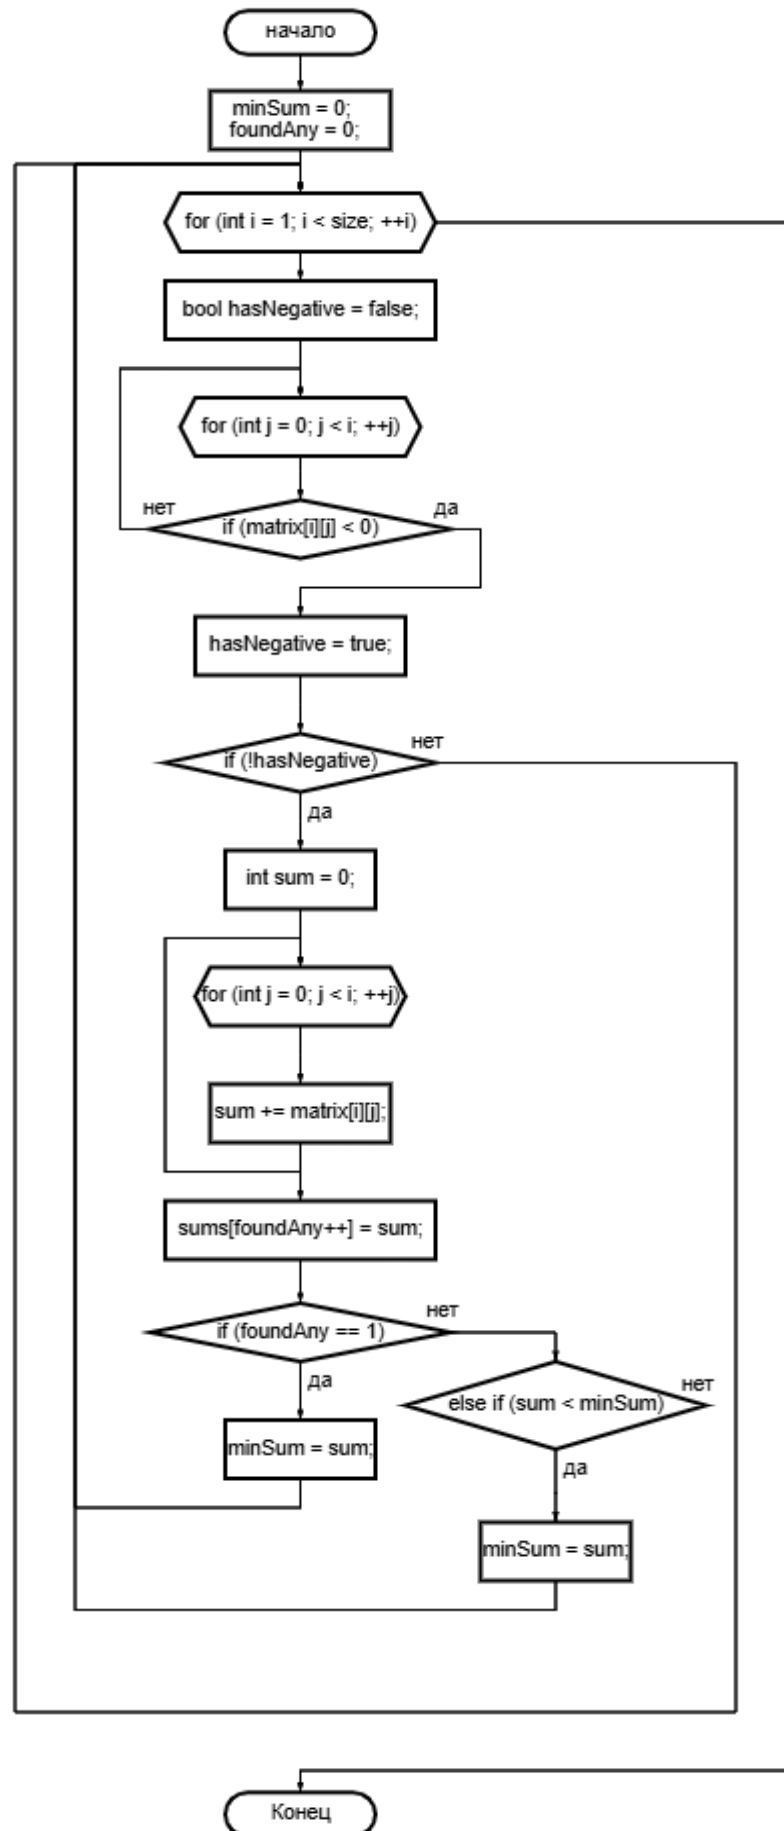 начало
minSum = 0;
foundAny = 0;
for (int i = 1; i < size; ++i)
bool hasNegative = false;
for (int j = 0; j < i; ++j)
нет
да
if (matrix[i][j] < 0)
hasNegative = true;
нет
if (!hasNegative)
да
int sum = 0;
for (int j = 0; j < i; ++j)
sum += matrix[i][j];
sums[foundAny++] = sum;
нет
if (foundAny == 1)
да
нет
else if (sum < minSum)
minSum = sum;
да
minSum = sum;
Конец